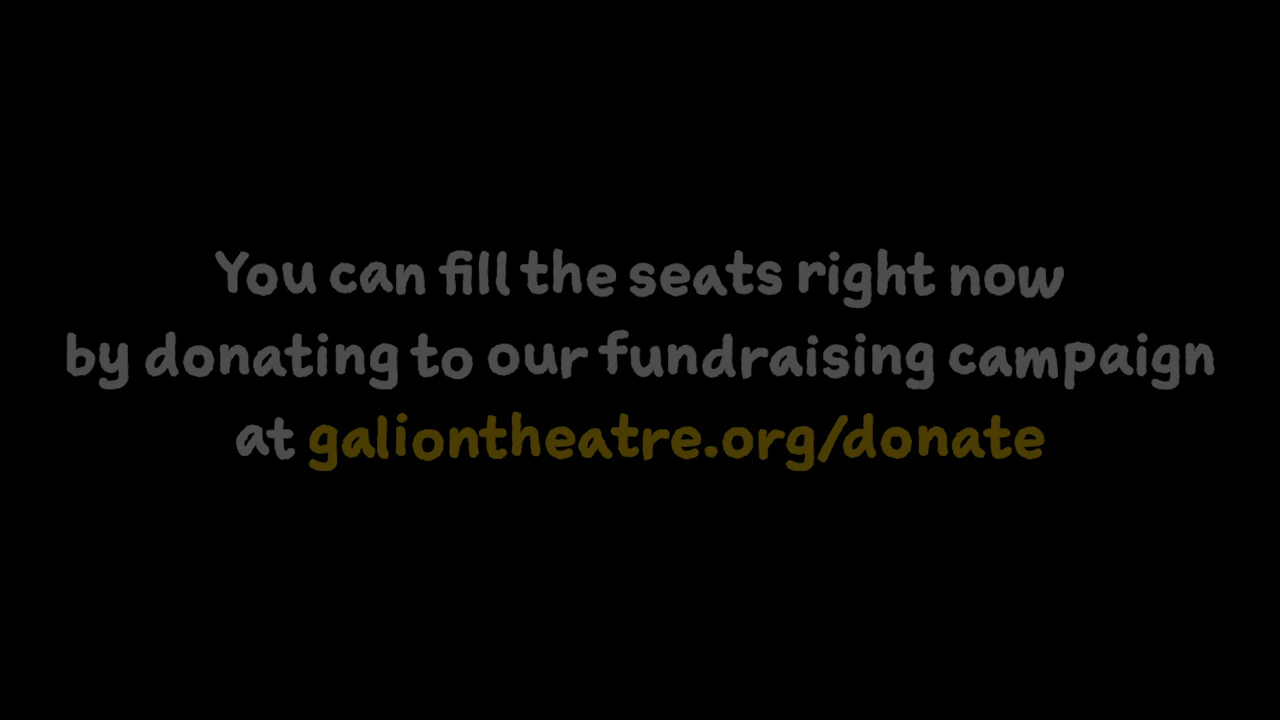 You can fill the seats right now
by donating to our fundraising campaign
at galiontheatre.org/donate